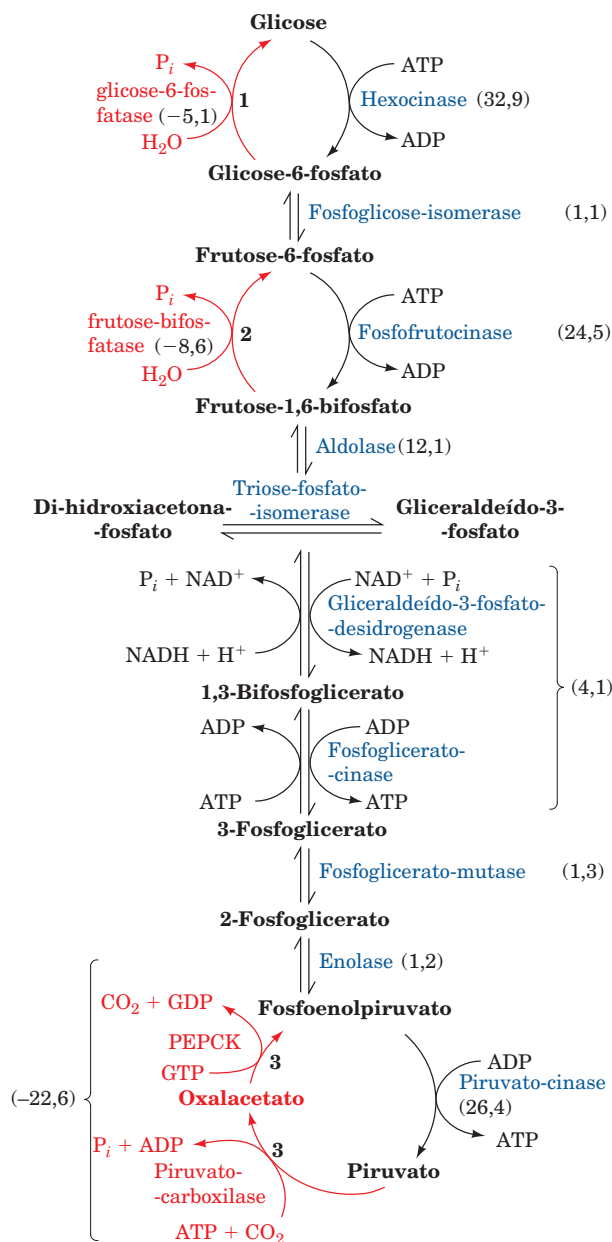 Glicose
P_i
ATP
glicose-6-fos-
fatase (−5,1)
1
Hexocinase (32,9)
H₂O
ADP
Glicose-6-fosfato
Fosfoglicose-isomerase (1,1)
Frutose-6-fosfato
P_i
ATP
frutose-bifos-
fatase (−8,6)
2
Fosfofrutocinase (24,5)
H₂O
ADP
Frutose-1,6-bifosfato
Aldolase (12,1)
Triose-fosfato-
-isomerase
Di-hidroxiacetona-
-fosfato
Gliceraldeído-3-
-fosfato
P_i + NAD⁺
NAD⁺ + P_i
Gliceraldeído-3-fosfato-
-desidrogenase
NADH + H⁺
NADH + H⁺
1,3-Bifosfoglicerato
(4,1)
ADP
ADP
Fosfoglicerato-
-cinase
ATP
ATP
3-Fosfoglicerato
Fosfoglicerato-mutase (1,3)
2-Fosfoglicerato
Enolase (1,2)
CO₂ + GDP
Fosfoenolpiruvato
PEPCK
3
GTP
ADP
Piruvato-cinase
(26,4)
(−22,6)
Oxalacetato
ATP
P_i + ADP
3
Piruvato-
-carboxilase
Piruvato
ATP + CO₂